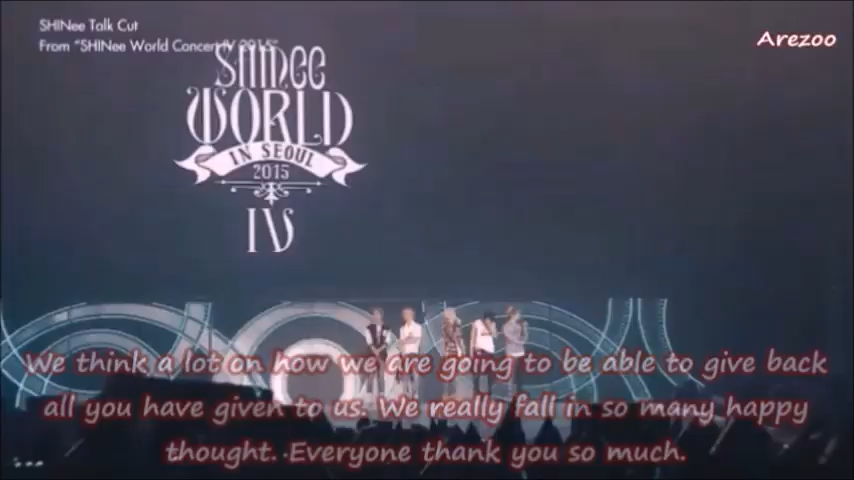 SHINee Talk Cut
From "SHINee World Concert IV 2015"
Arezoo
SHINee
WORLD
IN SEOUL
2015
IV
We think a lot on how we are going to be able to give back
all you have given to us. We really fall in so many happy
thought. Everyone thank you so much.